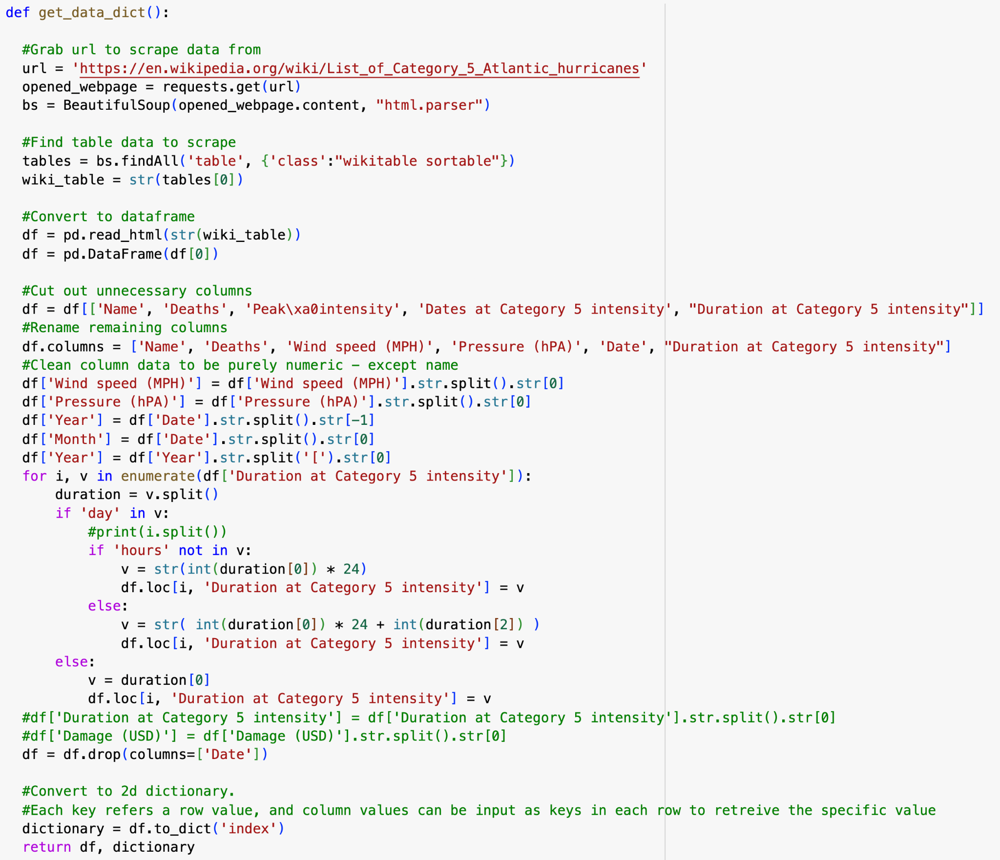 def get_data_dict():
#Grab url to scrape data from
url = 'https://en.wikipedia.org/wiki/List_of_Category_5_Atlantic_hurricanes'
opened_webpage = requests.get(url)
bs = BeautifulSoup(opened_webpage.content, "html.parser")
#Find table data to scrape
tables = bs.findAll('table', {'class':"wikitable sortable"})
wiki_table = str(tables[0])
#Convert to dataframe
df = pd.read_html(str(wiki_table))
df = pd.DataFrame(df[0])
#Cut out unnecessary columns
df = df[['Name', 'Deaths', 'Peak\xa0intensity', 'Dates at Category 5 intensity', "Duration at Category 5 intensity"]]
#Rename remaining columns
df.columns = ['Name', 'Deaths', 'Wind speed (MPH)', 'Pressure (hPA)', 'Date', "Duration at Category 5 intensity"]
#Clean column data to be purely numeric – except name
df['Wind speed (MPH)'] = df['Wind speed (MPH)'].str.split().str[0]
df['Pressure (hPA)'] = df['Pressure (hPA)'].str.split().str[0]
df['Year'] = df['Date'].str.split().str[-1]
df['Month'] = df['Date'].str.split().str[0]
df['Year'] = df['Year'].str.split('[').str[0]
for i, v in enumerate(df['Duration at Category 5 intensity']):
duration = v.split()
if 'day' in v:
#print(i.split())
if 'hours' not in v:
v = str(int(duration[0]) * 24)
df.loc[i, 'Duration at Category 5 intensity'] = v
else:
v = str( int(duration[0]) * 24 + int(duration[2]) )
df.loc[i, 'Duration at Category 5 intensity'] = v
else:
v = duration[0]
df.loc[i, 'Duration at Category 5 intensity'] = v
#df['Duration at Category 5 intensity'] = df['Duration at Category 5 intensity'].str.split().str[0]
#df['Damage (USD)'] = df['Damage (USD)'].str.split().str[0]
df = df.drop(columns=['Date'])
#Convert to 2d dictionary.
#Each key refers a row value, and column values can be input as keys in each row to retreive the specific value
dictionary = df.to_dict('index')
return df, dictionary